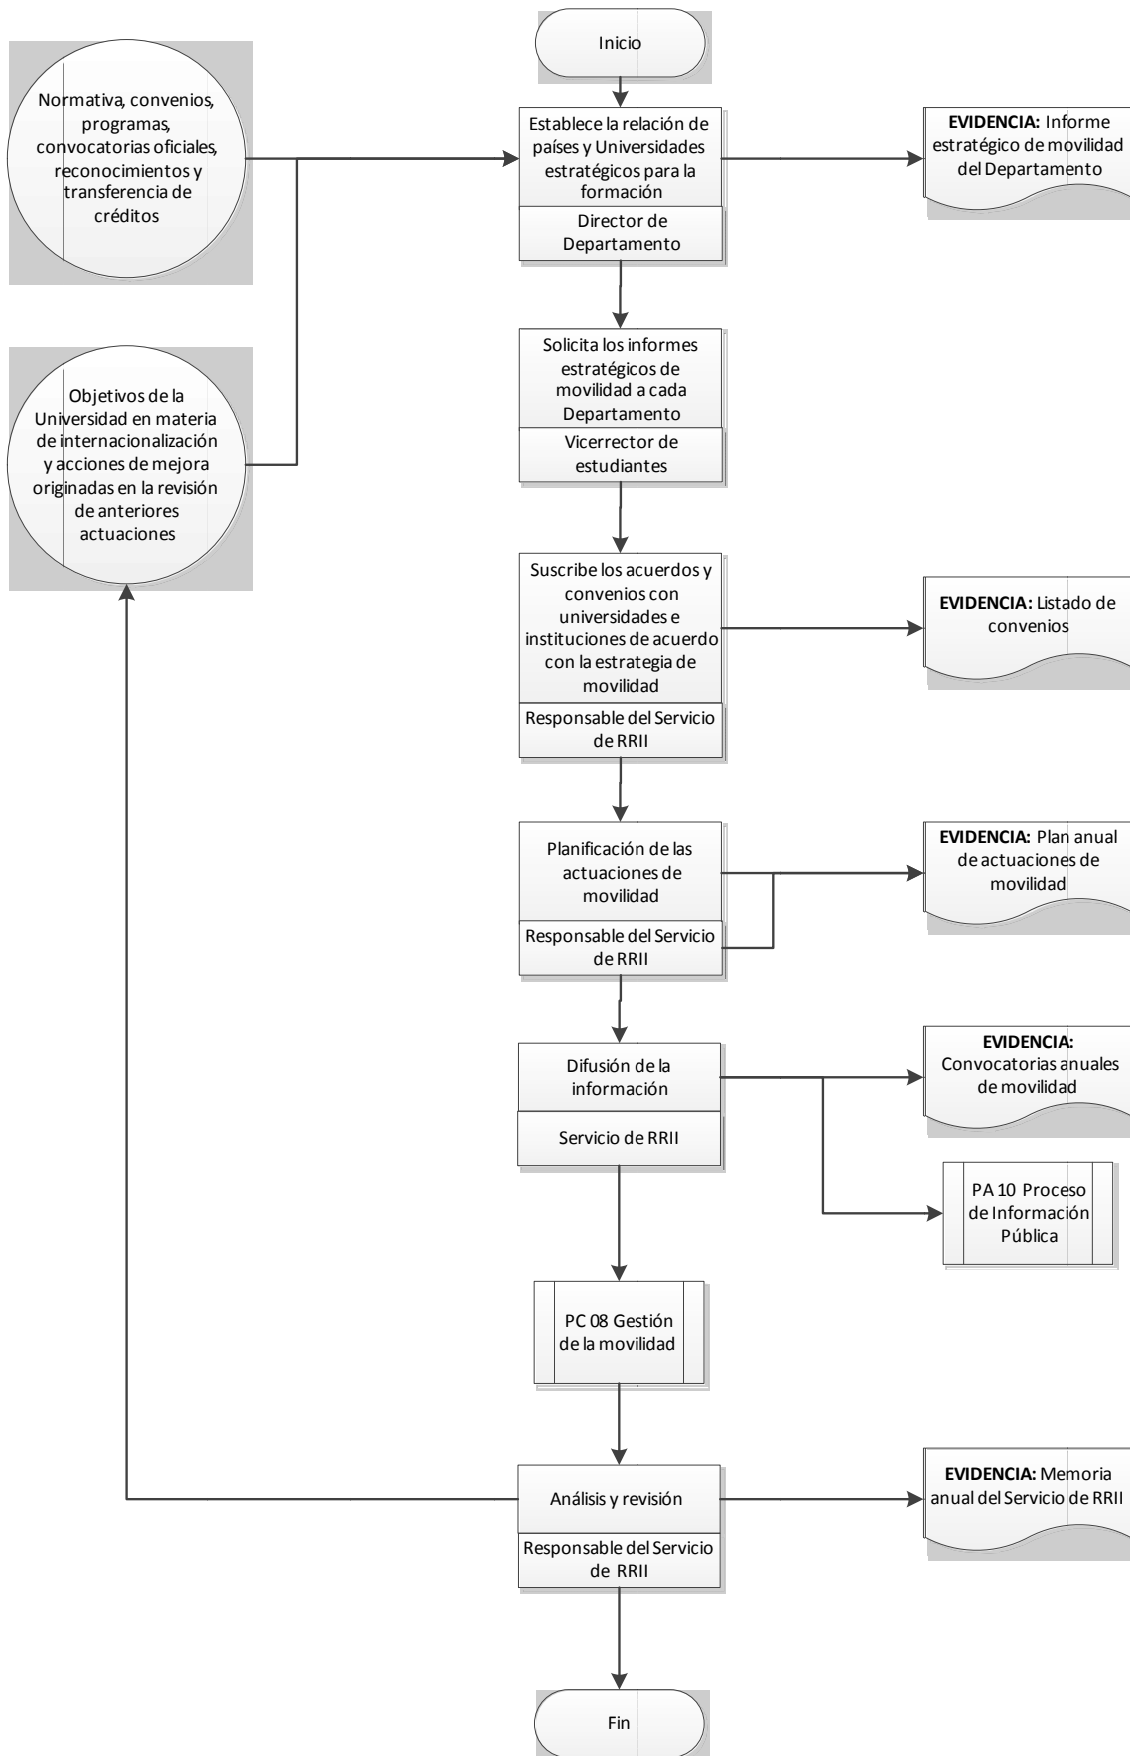 Inicio
Normativa, convenios,
programas,
convocatorias oficiales,
reconocimientos y
transferencia de
créditos
Establece la relación de
países y Universidades
estratégicos para la
formación
Director de
Departamento
EVIDENCIA: Informe
estratégico de movilidad
del Departamento
Objetivos de la
Universidad en materia
de internacionalización
y acciones de mejora
originadas en la revisión
de anteriores
actuaciones
Solicita los informes
estratégicos de
movilidad a cada
Departamento
Vicerrector de
estudiantes
Suscribe los acuerdos y
convenios con
universidades e
instituciones de acuerdo
con la estrategia de
movilidad
Responsable del Servicio
de RRII
EVIDENCIA: Listado de
convenios
Planificación de las
actuaciones de
movilidad
Responsable del Servicio
de RRII
EVIDENCIA: Plan anual
de actuaciones de
movilidad
Difusión de la
información
Servicio de RRII
EVIDENCIA:
Convocatorias anuales
de movilidad
PA 10 Proceso
de Información
Pública
PC 08 Gestión
de la movilidad
Análisis y revisión
Responsable del Servicio
de RRII
EVIDENCIA: Memoria
anual del Servicio de RRII
Fin